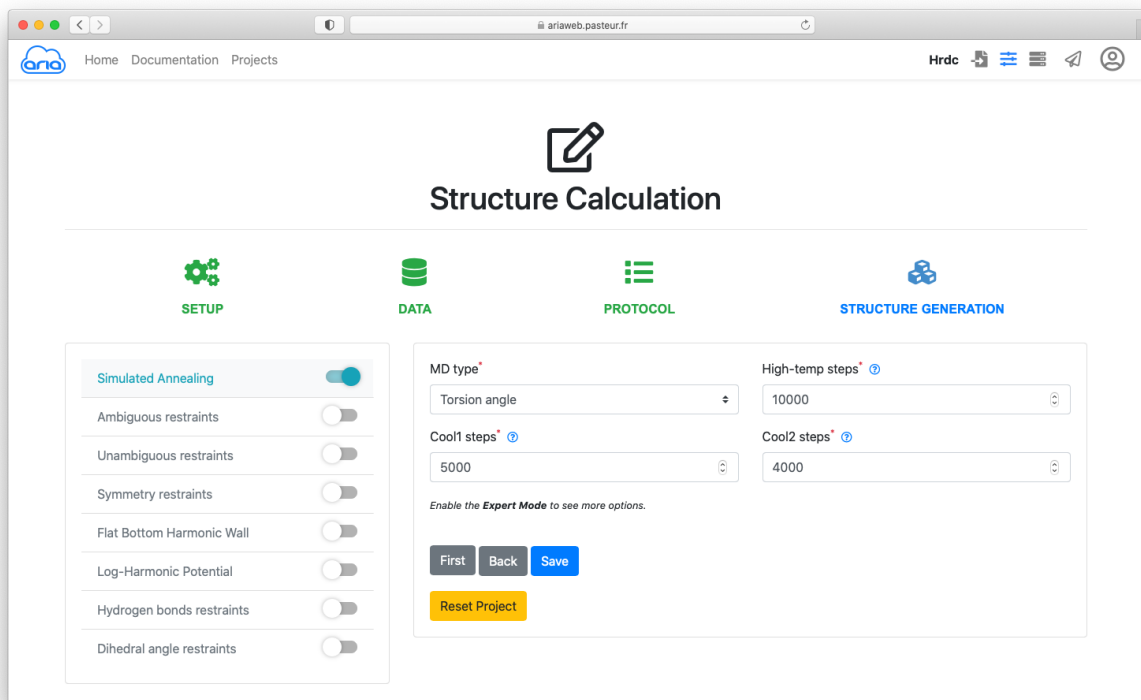 ariaweb.pasteur.fr
aria Home Documentation Projects Hrdc
Structure Calculation
SETUP DATA PROTOCOL STRUCTURE GENERATION
Simulated Annealing
Ambiguous restraints
Unambiguous restraints
Symmetry restraints
Flat Bottom Harmonic Wall
Log-Harmonic Potential
Hydrogen bonds restraints
Dihedral angle restraints
MD type* High-temp steps* ?
Torsion angle 10000
Cool1 steps* ? Cool2 steps* ?
5000 4000
Enable the Expert Mode to see more options.
First Back Save
Reset Project